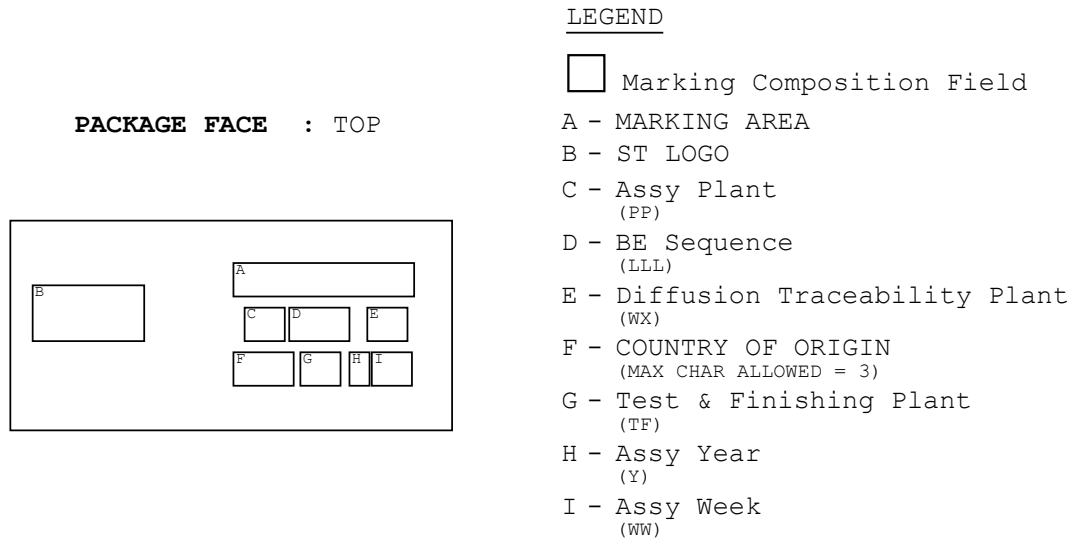 LEGEND
Marking Composition Field
PACKAGE FACE : TOP
A - MARKING AREA
B - ST LOGO
C - Assy Plant
(PP)
D - BE Sequence
(LLL)
E - Diffusion Traceability Plant
(WX)
F - COUNTRY OF ORIGIN
(MAX CHAR ALLOWED = 3)
G - Test & Finishing Plant
(TF)
H - Assy Year
(Y)
I - Assy Week
(WW)
A
B
C D E
F G H I